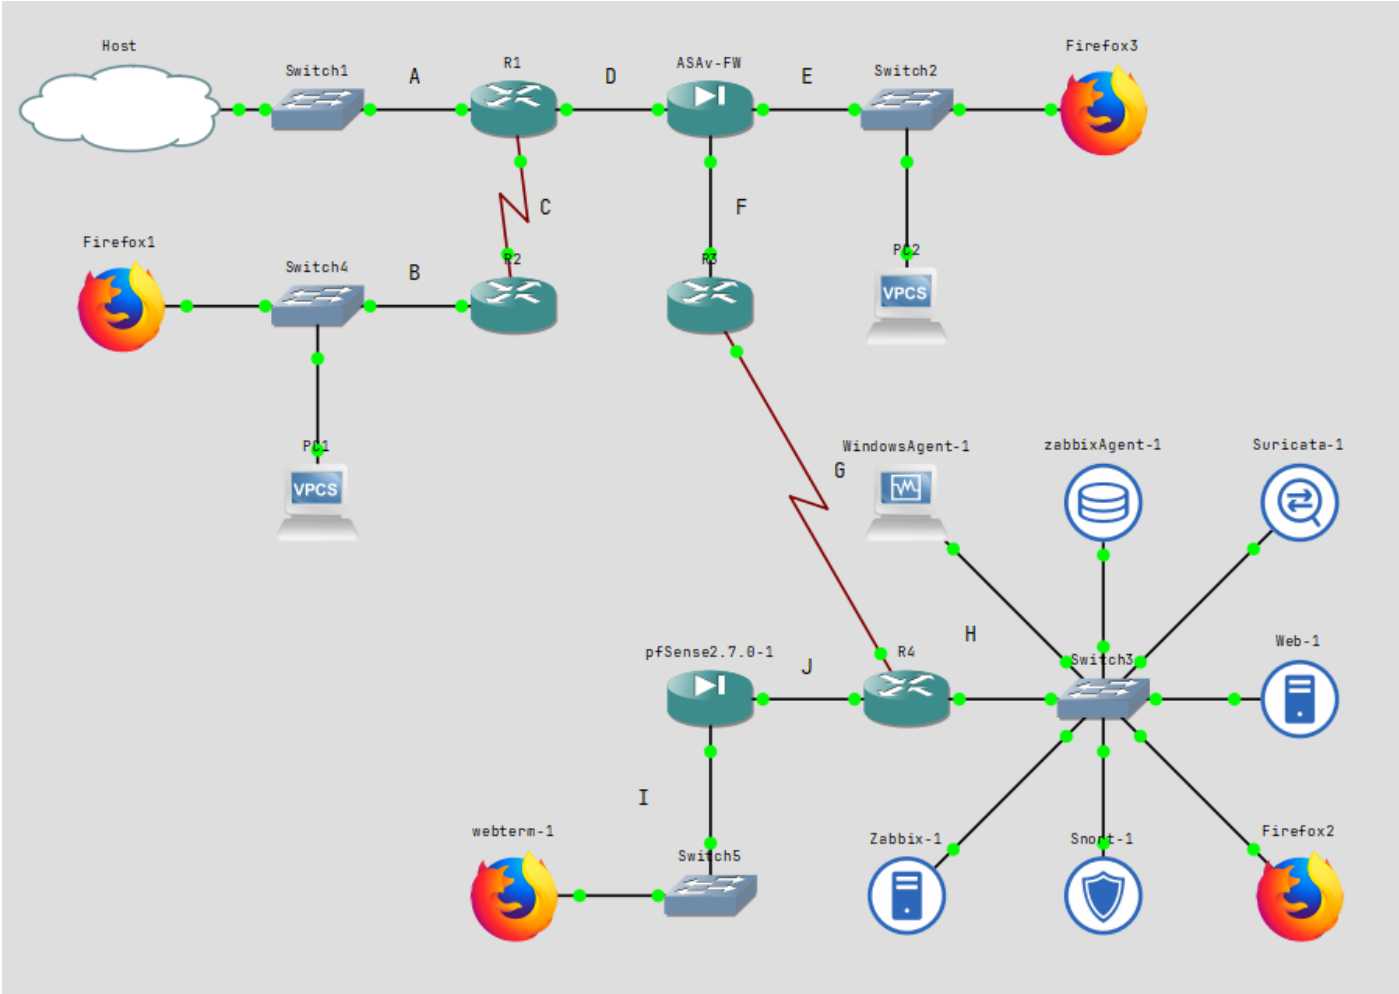 Host
Switch1
A
R1
D
ASAv-FW
E
Switch2
Firefox3
C
F
Firefox1
Switch4
B
R2
R3
PC2
VPCS
PC1
VPCS
G
WindowsAgent-1
zabbixAgent-1
Suricata-1
H
pfSense2.7.0-1
J
R4
Switch3
Web-1
I
webterm-1
Switch5
Zabbix-1
Snort-1
Firefox2